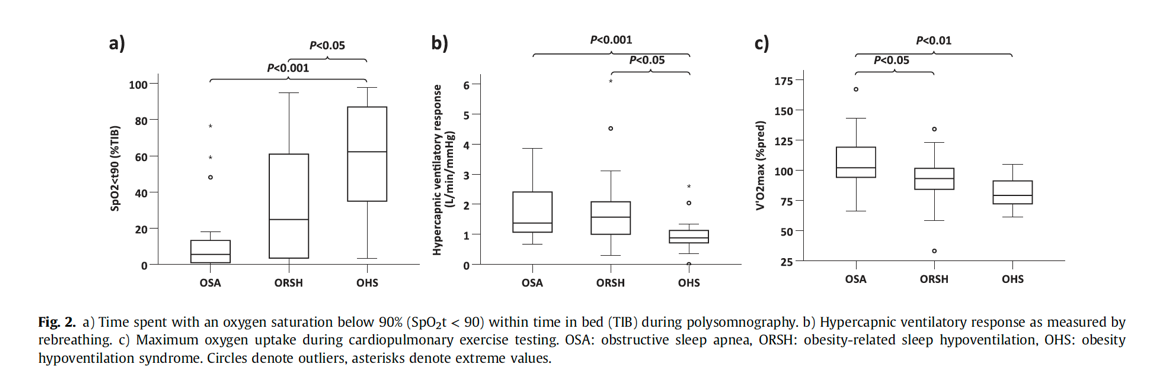 a)
P<0.05
P<0.001
SpO2<t90 (%TIB)
100
80
60
40
20
0
OSA
ORSH
OHS
b)
P<0.001
P<0.05
Hypercapnic ventilatory response
(L/min/mmHg)
6
5
4
3
2
1
0
OSA
ORSH
OHS
c)
P<0.01
P<0.05
V'O2max (%pred)
175
150
125
100
75
50
25
OSA
ORSH
OHS
Fig. 2. a) Time spent with an oxygen saturation below 90% (SpO₂t < 90) within time in bed (TIB) during polysomnography. b) Hypercapnic ventilatory response as measured by
rebreathing. c) Maximum oxygen uptake during cardiopulmonary exercise testing. OSA: obstructive sleep apnea, ORSH: obesity-related sleep hypoventilation, OHS: obesity
hypoventilation syndrome. Circles denote outliers, asterisks denote extreme values.